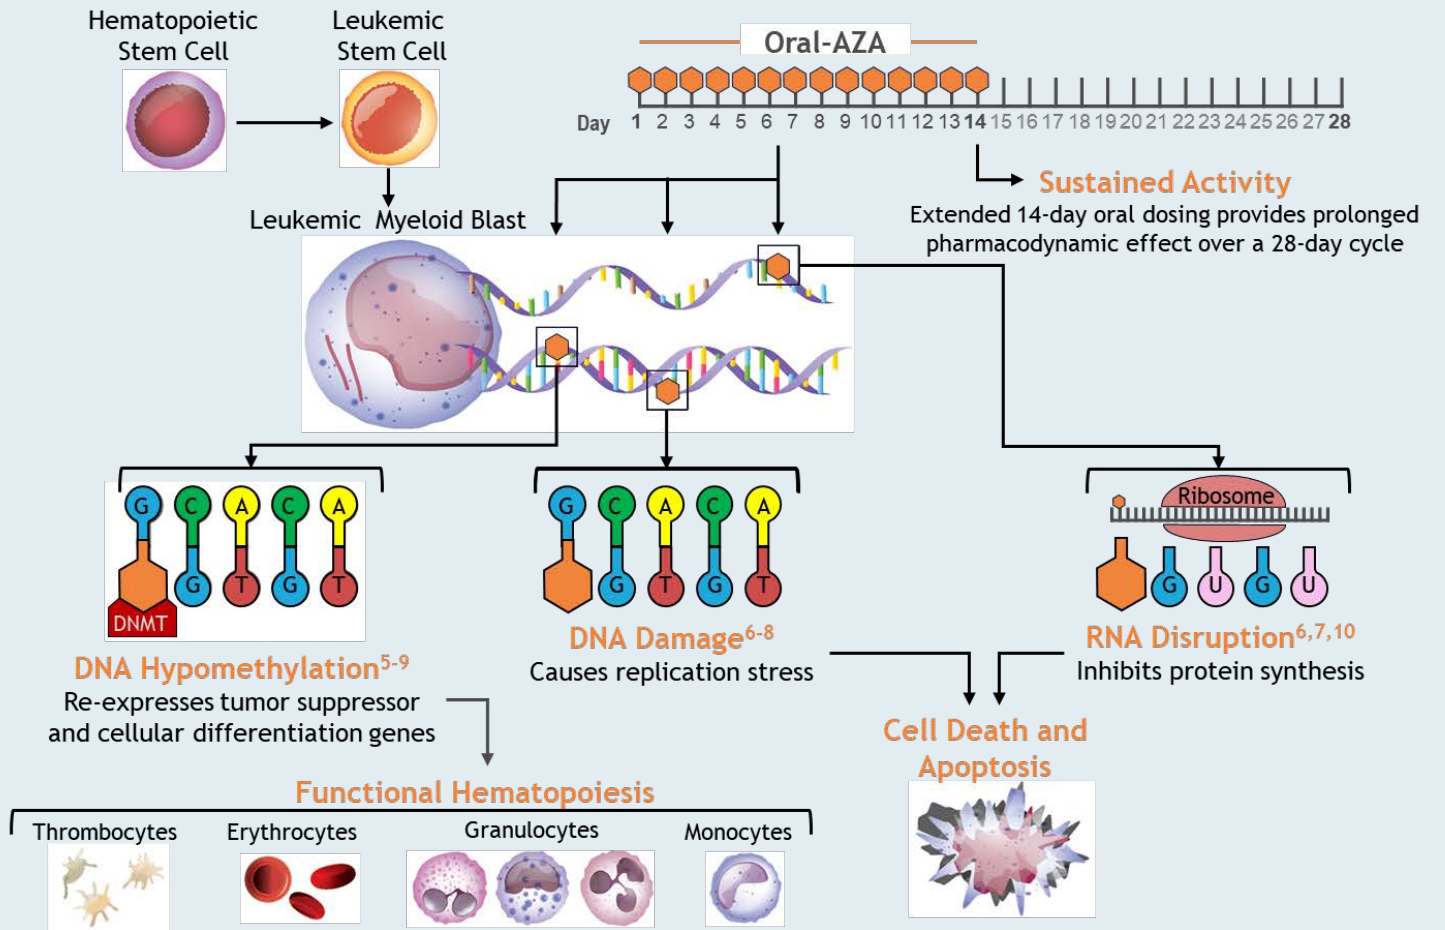 Hematopoietic
Stem Cell
Leukemic
Stem Cell
Oral-AZA
Day 1 2 3 4 5 6 7 8 9 10 11 12 13 14 15 16 17 18 19 20 21 22 23 24 25 26 27 28
Sustained Activity
Extended 14-day oral dosing provides prolonged
pharmacodynamic effect over a 28-day cycle
Leukemic Myeloid Blast
G C A C A
G T G T
DNMT
DNA Hypomethylation5-9
Re-expresses tumor suppressor
and cellular differentiation genes
G C A C A
G T G T
DNA Damage6-8
Causes replication stress
Ribosome
G U G U
RNA Disruption6,7,10
Inhibits protein synthesis
Cell Death and
Apoptosis
Functional Hematopoiesis
Thrombocytes
Erythrocytes
Granulocytes
Monocytes